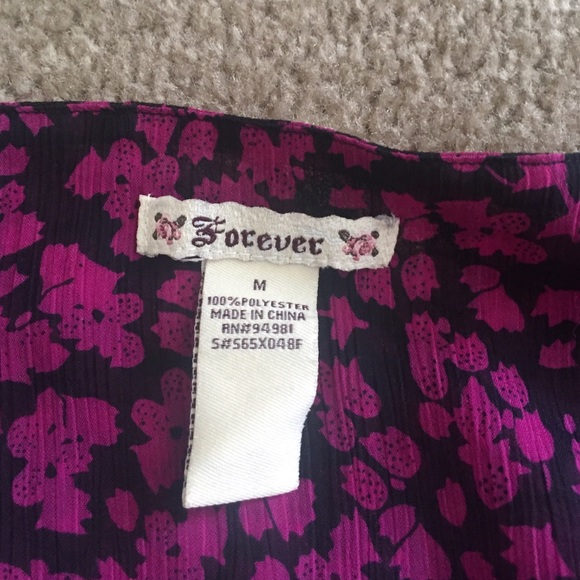 Forever
M
100%POLYESTER
MADE IN CHINA
RN#94981
S#565X048F